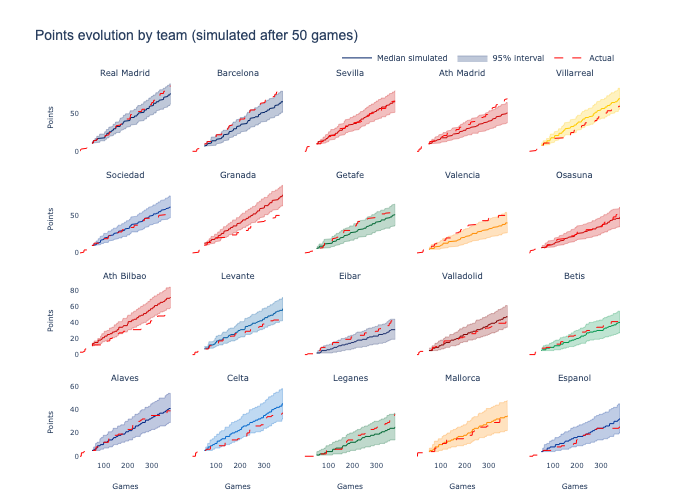 Points evolution by team (simulated after 50 games)
Median simulated 95% interval Actual
Real Madrid Barcelona Sevilla Ath Madrid Villarreal
Points
50
0
Sociedad Granada Getafe Valencia Osasuna
Points
50
0
Ath Bilbao Levante Eibar Valladolid Betis
Points
80
60
40
20
0
Alaves Celta Leganes Mallorca Espanol
Points
60
40
20
0
100 200 300 100 200 300 100 200 300 100 200 300 100 200 300
Games Games Games Games Games